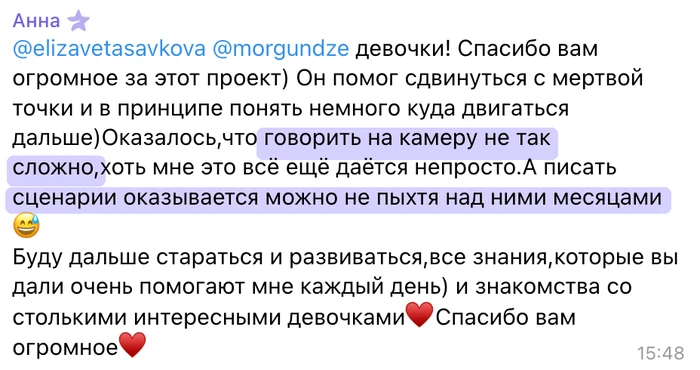 Анна
@elizavetasavkova @morgundze девочки! Спасибо вам
огромное за этот проект) Он помог сдвинуться с мертвой
точки и в принципе понять немного куда двигаться
дальше)Оказалось,что говорить на камеру не так
сложно,хоть мне это всё ещё даётся непросто.А писать
сценарии оказывается можно не пыхтя над ними месяцами
😅
Буду дальше стараться и развиваться,все знания,которые вы
дали очень помогают мне каждый день) и знакомства со
столькими интересными девочками♥️Спасибо вам
огромное♥️
15:48